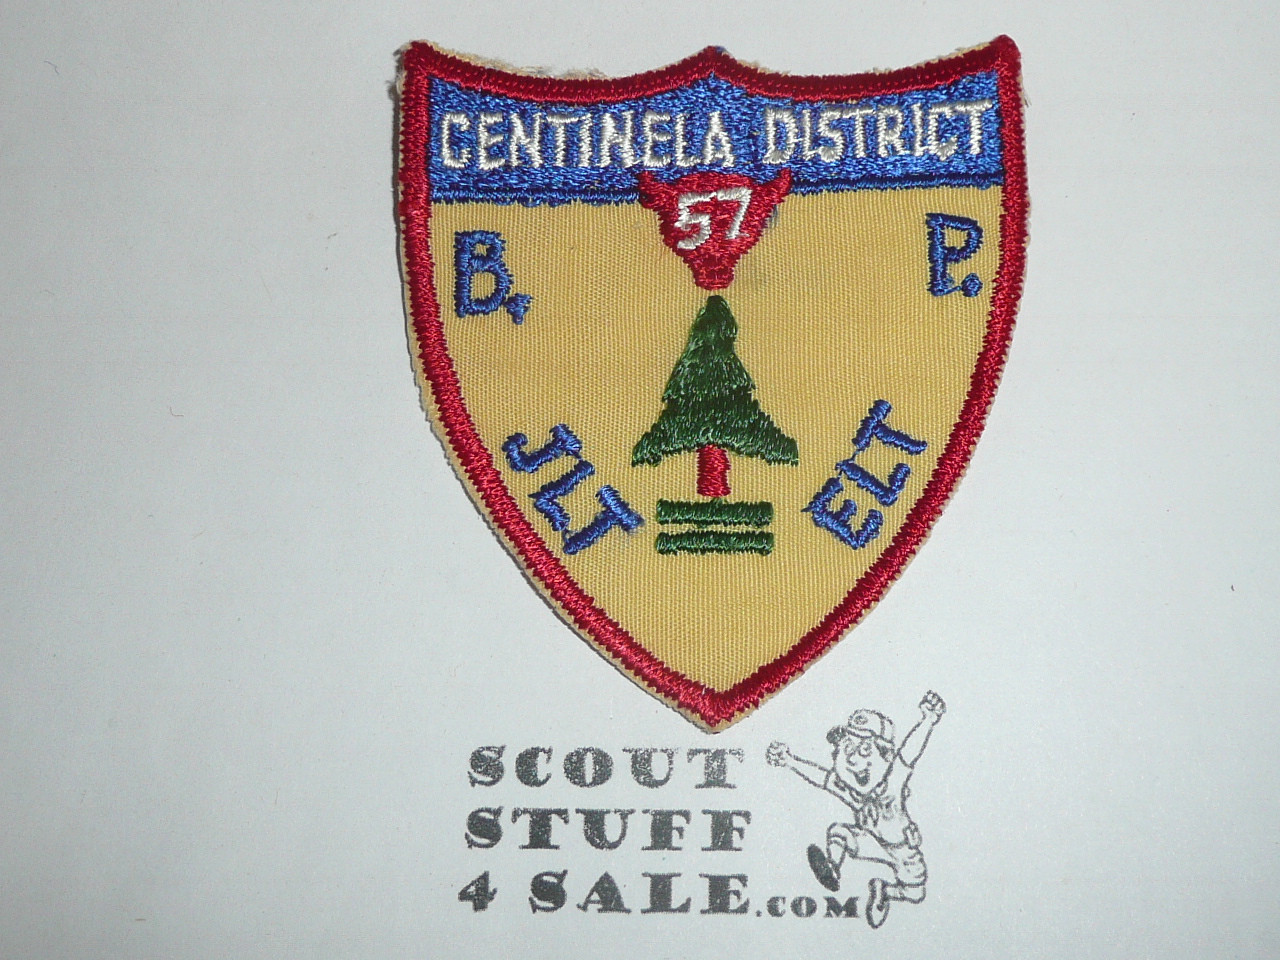 CENTINELA DISTRICT
57
B. P.
JLT ELT
SCOUT
STUFF
4 SALE.COM